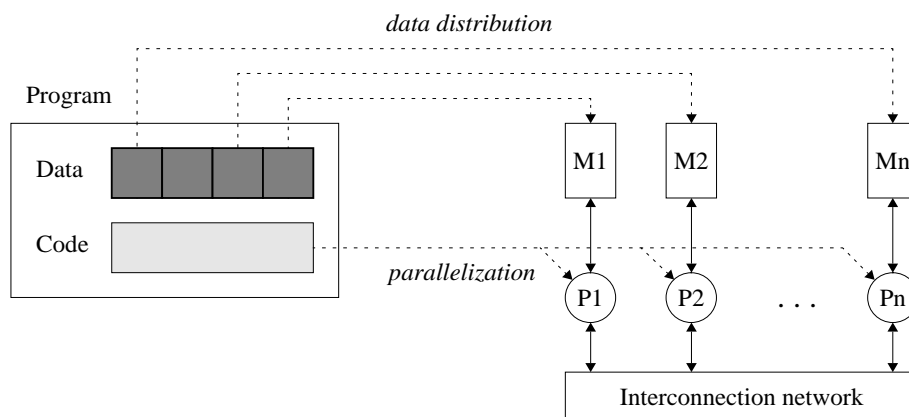 data distribution
Program
Data
M1
M2
Mn
Code
parallelization
P1
P2
. . .
Pn
Interconnection network